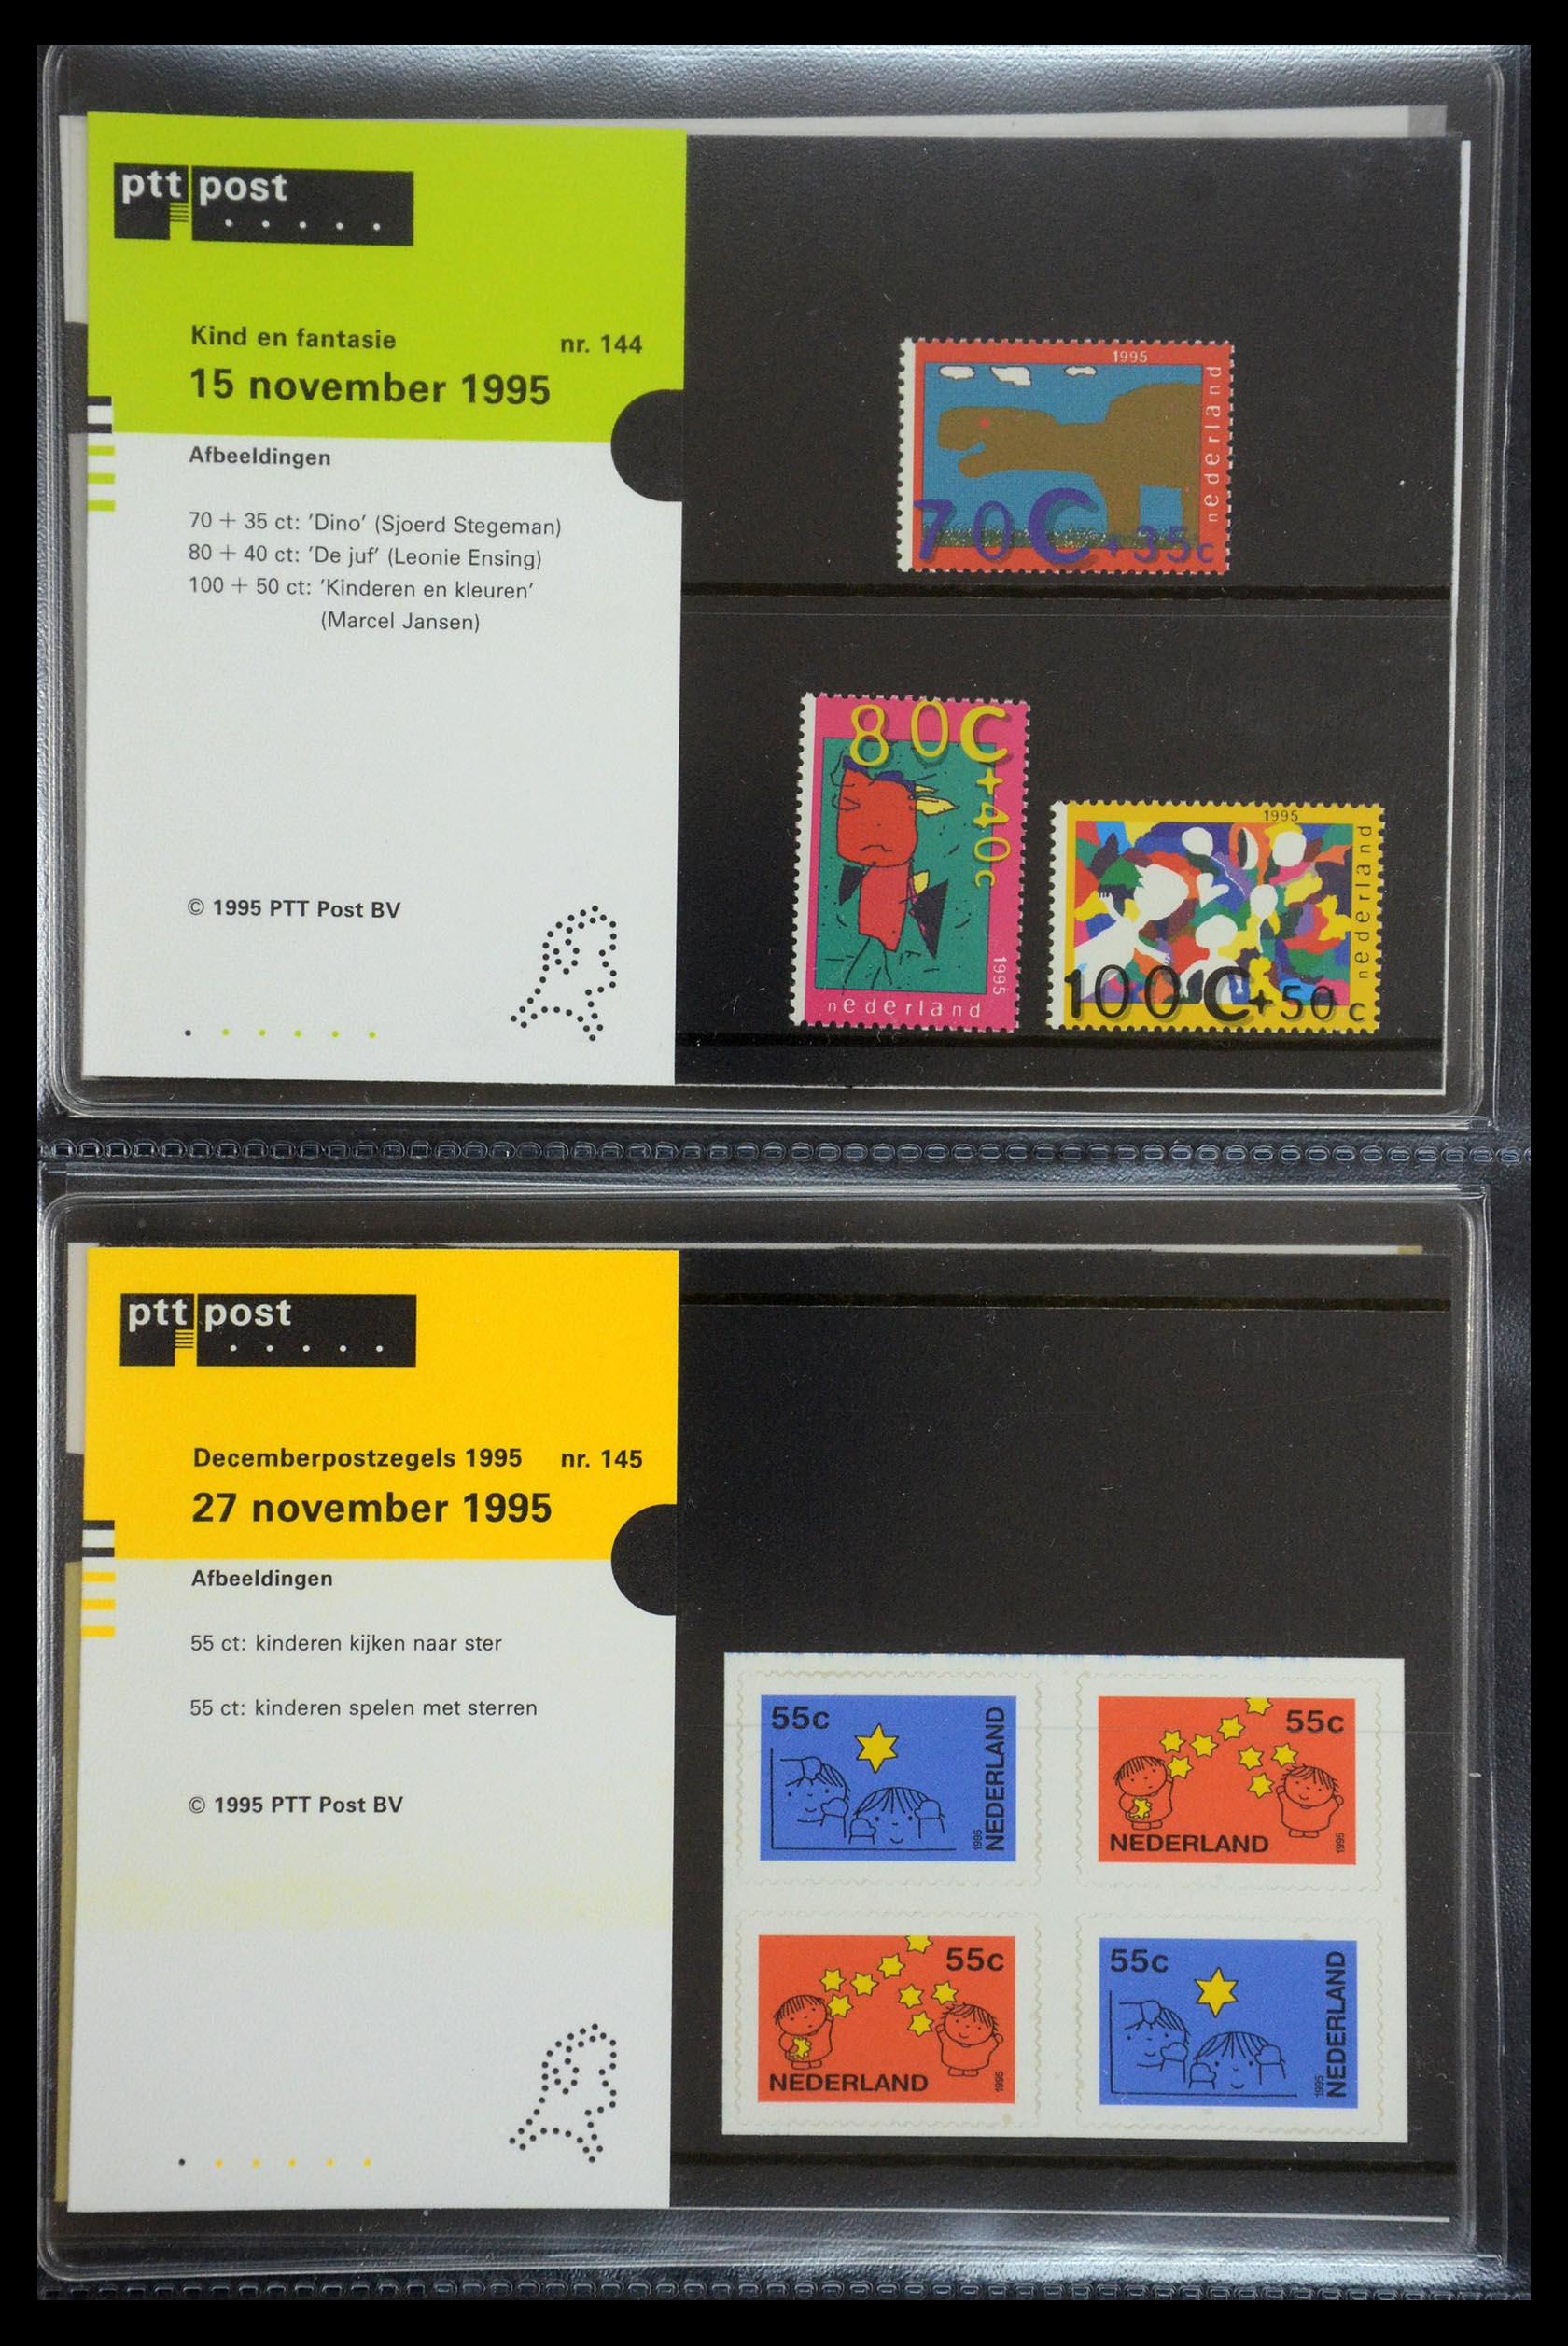 ptt post
Kind en fantasie nr. 144
15 november 1995
Afbeeldingen
70 + 35 ct: 'Dino' (Sjoerd Stegeman)
80 + 40 ct: 'De juf' (Leonie Ensing)
100 + 50 ct: 'Kinderen en kleuren'
(Marcel Jansen)
© 1995 PTT Post BV
1995
nederland
70C+35c
80C
+40c
1995
nederland
1995
nederland
100C+50c
ptt post
Decemberpostzegels 1995 nr. 145
27 november 1995
Afbeeldingen
55 ct: kinderen kijken naar ster
55 ct: kinderen spelen met sterren
© 1995 PTT Post BV
55c
1995
NEDERLAND
55c
NEDERLAND
1995
55c
NEDERLAND
1995
55c
1995
NEDERLAND